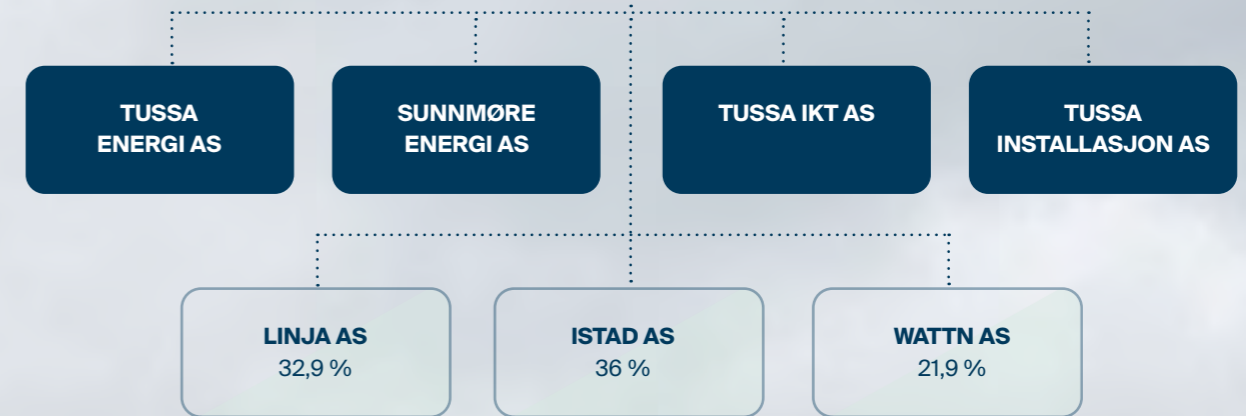 TUSSA
ENERGI AS
SUNNMØRE
ENERGI AS
TUSSA IKT AS
TUSSA
INSTALLASJON AS
LINJA AS
32,9 %
ISTAD AS
36 %
WATTN AS
21,9 %